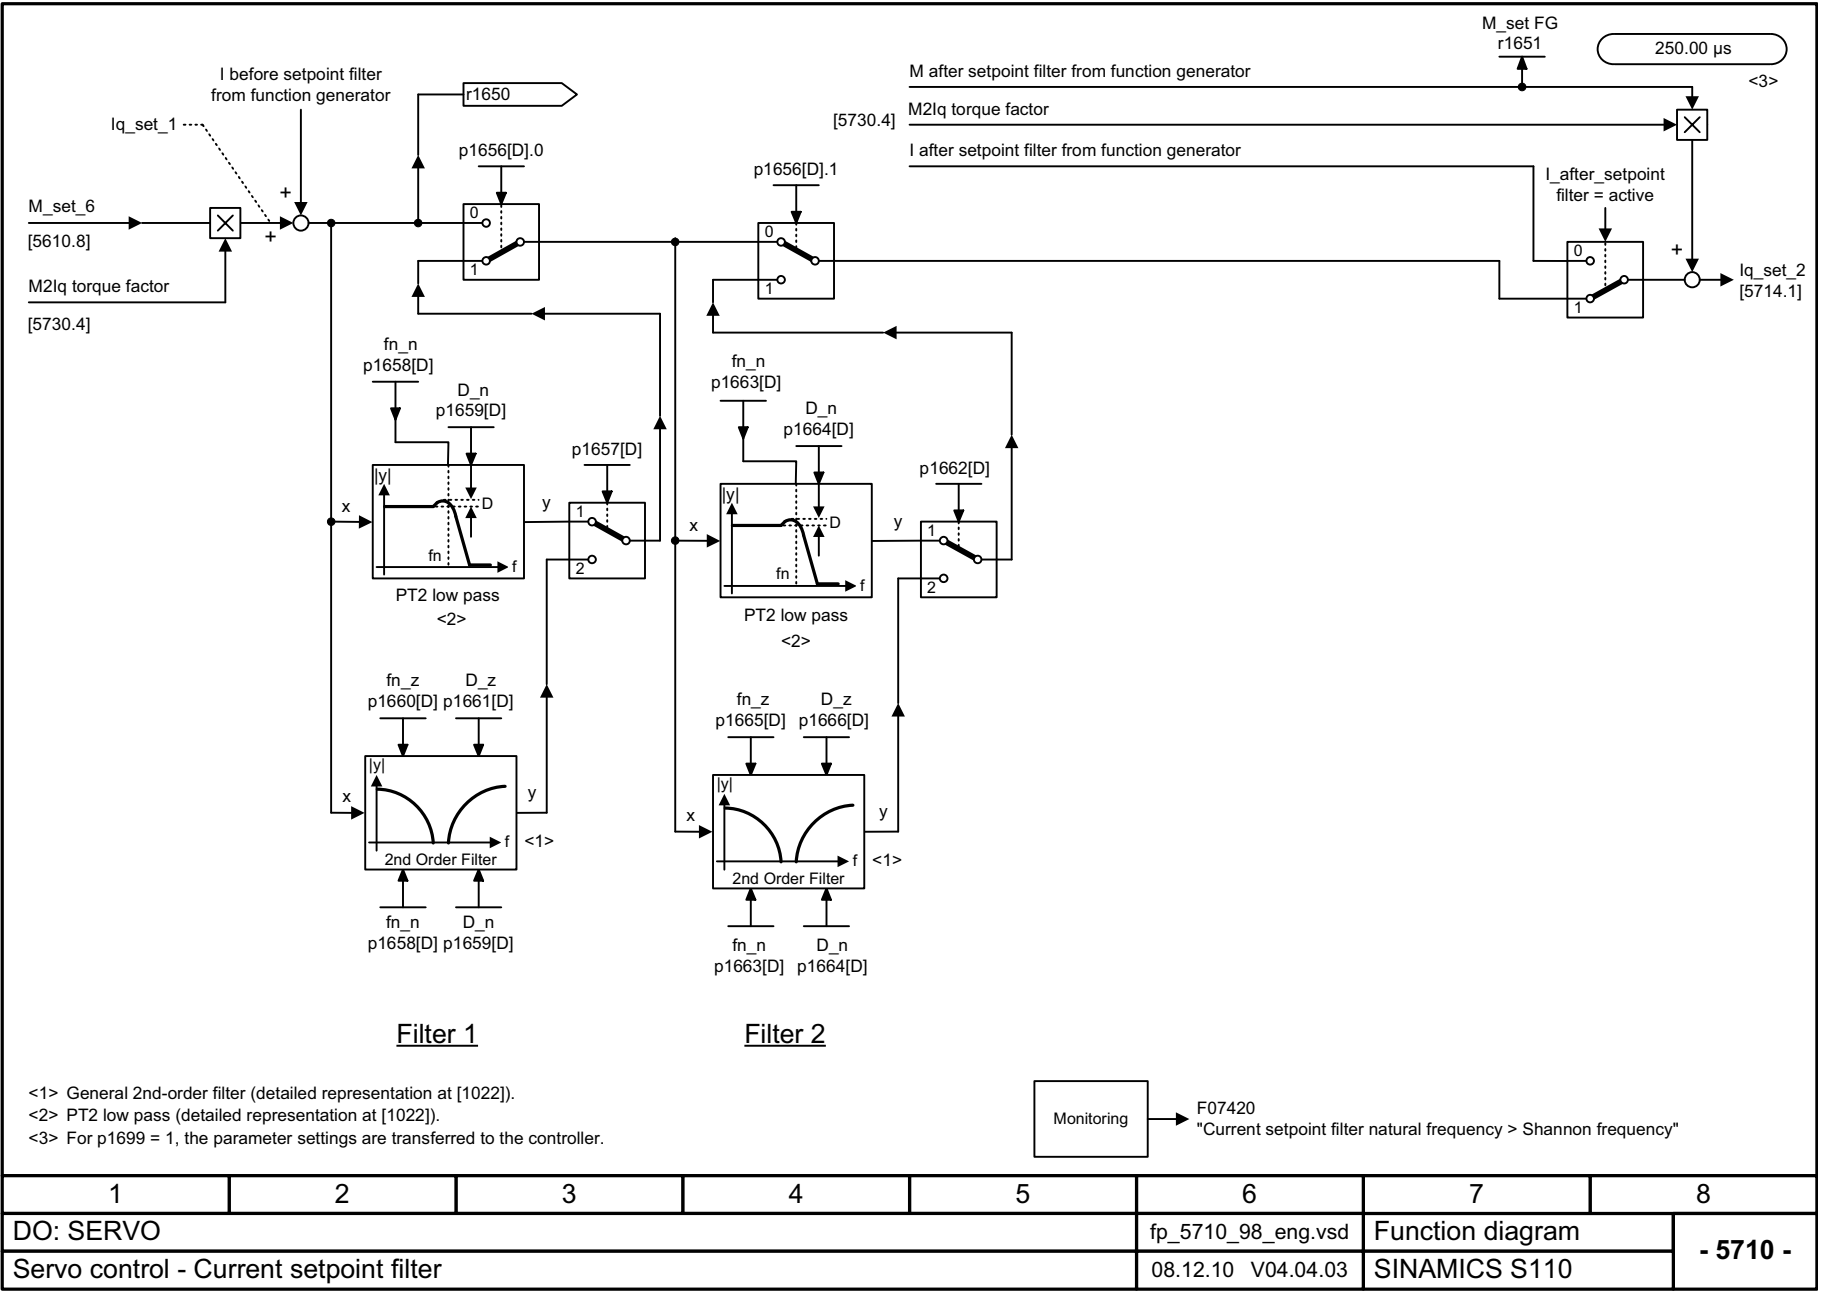 M_set FG
r1651
250.00 µs
<3>
I before setpoint filter
from function generator
r1650
Iq_set_1
M after setpoint filter from function generator
[5730.4]
M2Iq torque factor
I after setpoint filter from function generator
p1656[D].0
p1656[D].1
I_after_setpoint
filter = active
M_set_6
[5610.8]
M2Iq torque factor
[5730.4]
+
+
0
1
0
1
0
1
+
Iq_set_2
[5714.1]
fn_n
p1658[D]
D_n
p1659[D]
p1657[D]
|y|
D
x
y
fn
f
1
2
PT2 low pass
<2>
fn_n
p1663[D]
D_n
p1664[D]
p1662[D]
|y|
D
x
y
fn
f
1
2
PT2 low pass
<2>
fn_z
p1660[D]
D_z
p1661[D]
|y|
x
y
f
<1>
2nd Order Filter
fn_n
p1658[D]
D_n
p1659[D]
fn_z
p1665[D]
D_z
p1666[D]
|y|
x
y
f
<1>
2nd Order Filter
fn_n
p1663[D]
D_n
p1664[D]
Filter 1
Filter 2
<1> General 2nd-order filter (detailed representation at [1022]).
<2> PT2 low pass (detailed representation at [1022]).
<3> For p1699 = 1, the parameter settings are transferred to the controller.
Monitoring
F07420
"Current setpoint filter natural frequency > Shannon frequency"
1 2 3 4 5 6 7 8
DO: SERVO
fp_5710_98_eng.vsd
Function diagram
- 5710 -
Servo control - Current setpoint filter
08.12.10 V04.04.03
SINAMICS S110